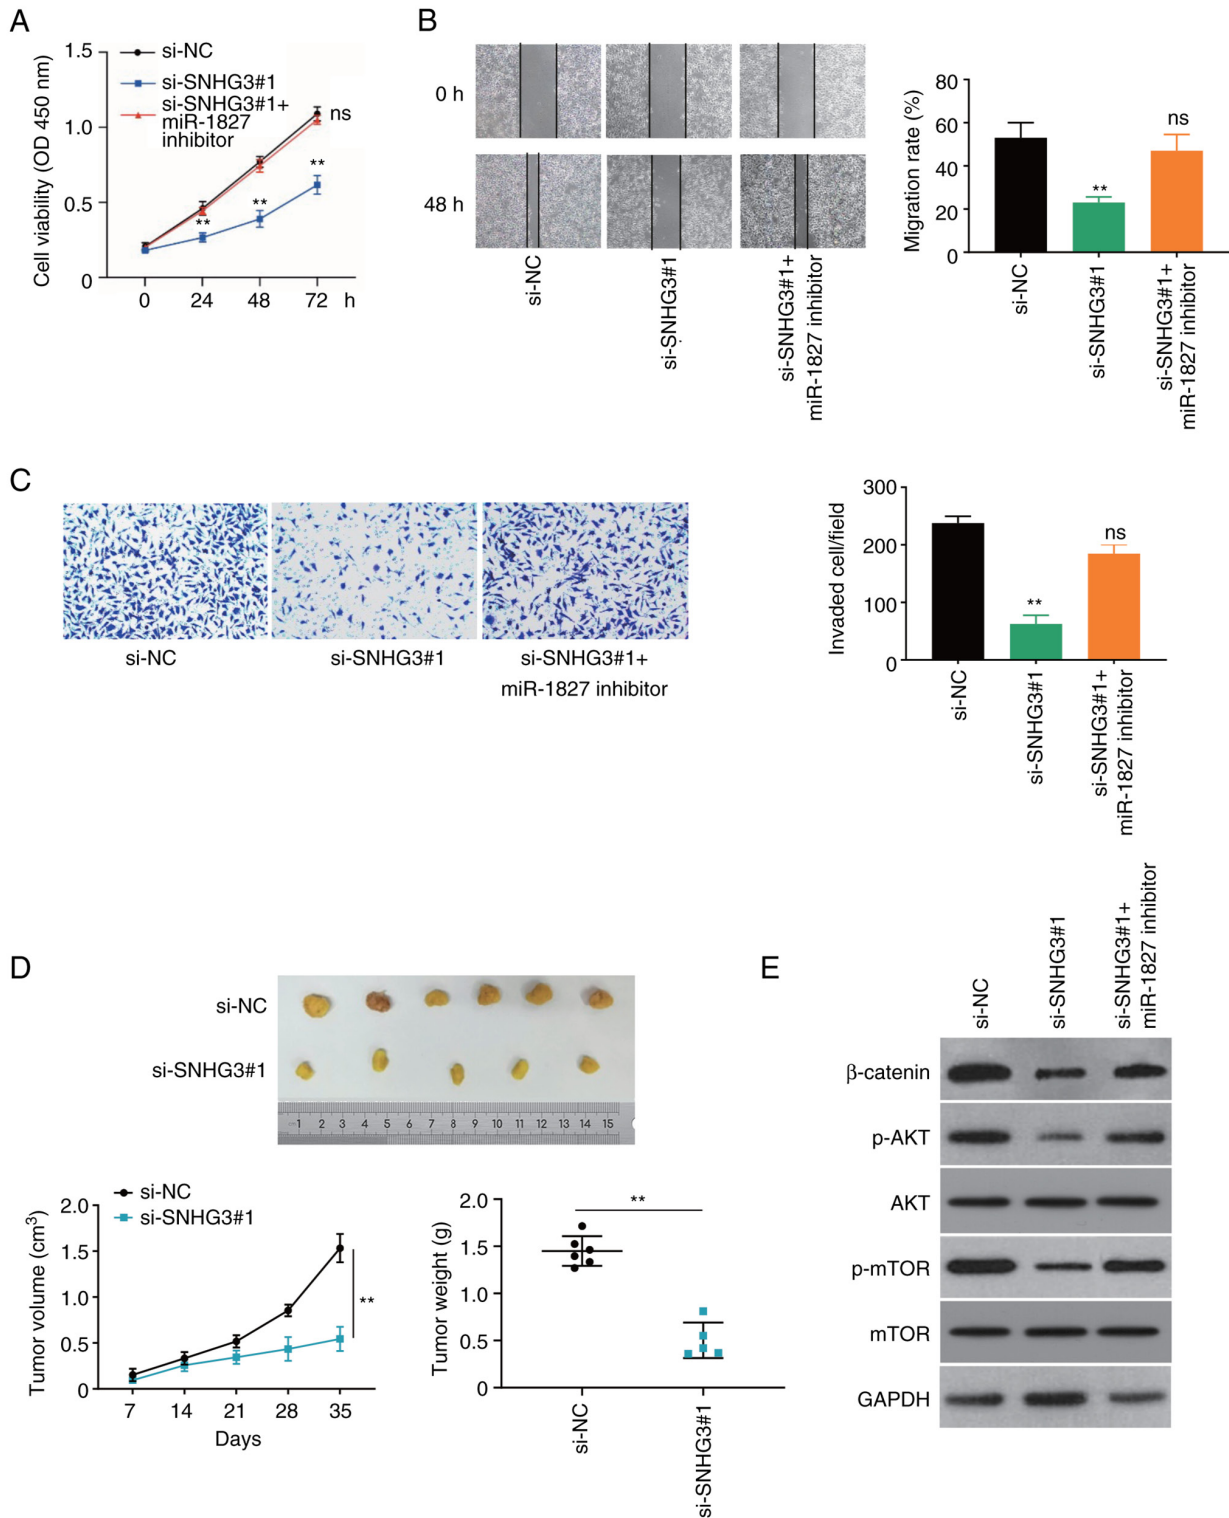 A
1.5
1.0
0.5
0
Cell viability (OD 450 nm)
si-NC
si-SNHG3#1
si-SNHG3#1+
miR-1827
inhibitor
ns
**
**
**
0 24 48 72 h
B
0 h
48 h
si-NC
si-SNHG3#1
si-SNHG3#1+
miR-1827 inhibitor
Migration rate (%)
80
60
40
20
0
**
ns
si-NC
si-SNHG3#1
si-SNHG3#1+
miR-1827 inhibitor
C
si-NC
si-SNHG3#1
si-SNHG3#1+
miR-1827 inhibitor
Invaded cell/field
300
200
100
0
**
ns
si-NC
si-SNHG3#1
si-SNHG3#1+
miR-1827 inhibitor
D
si-NC
si-SNHG3#1
1 2 3 4 5 6 7 8 9 10 11 12 13 14 15
Tumor volume (cm³)
2.0
1.5
1.0
0.5
0
si-NC
si-SNHG3#1
**
7 14 21 28 35
Days
Tumor weight (g)
2.0
1.5
1.0
0.5
0
**
si-NC
si-SNHG3#1
E
si-NC
si-SNHG3#1
si-SNHG3#1+
miR-1827 inhibitor
β-catenin
p-AKT
AKT
p-mTOR
mTOR
GAPDH